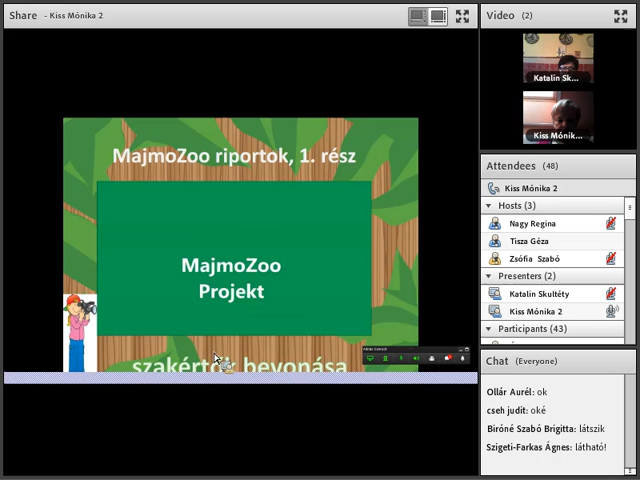 Share - Kiss Mónika 2
MajmoZoo riportok, 1. rész
MajmoZoo
Projekt
szakértők bevonása
Video (2)
Katalin Sk...
Kiss Mónik...
Attendees (48)
Kiss Mónika 2
Hosts (3)
Nagy Regina
Tisza Géza
Zsófia Szabó
Presenters (2)
Katalin Skultéty
Kiss Mónika 2
Participants (43)
Chat (Everyone)
Ollár Aurél: ok
cseh judit: oké
Biróné Szabó Brigitta: látszik
Szigeti-Farkas Ágnes: látható!